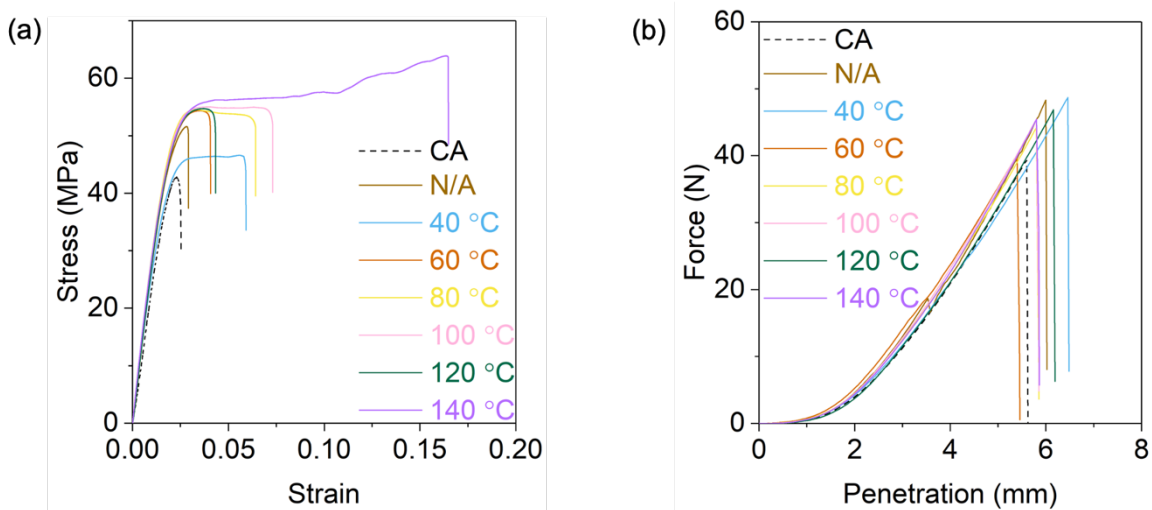 (a)
Stress (MPa)
60
40
20
0
0.00
0.05
0.10
0.15
0.20
Strain
CA
N/A
40 °C
60 °C
80 °C
100 °C
120 °C
140 °C
(b)
Force (N)
60
40
20
0
0
2
4
6
8
Penetration (mm)
CA
N/A
40 °C
60 °C
80 °C
100 °C
120 °C
140 °C